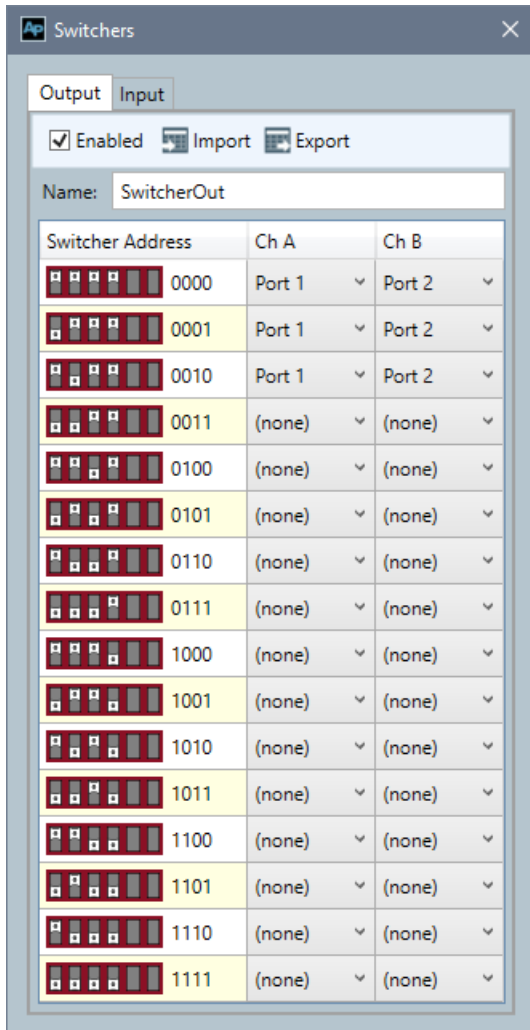 Ap Switchers
Output Input
Enabled Import Export
Name: SwitcherOut
Switcher Address Ch A Ch B
0000 Port 1 Port 2
0001 Port 1 Port 2
0010 Port 1 Port 2
0011 (none) (none)
0100 (none) (none)
0101 (none) (none)
0110 (none) (none)
0111 (none) (none)
1000 (none) (none)
1001 (none) (none)
1010 (none) (none)
1011 (none) (none)
1100 (none) (none)
1101 (none) (none)
1110 (none) (none)
1111 (none) (none)